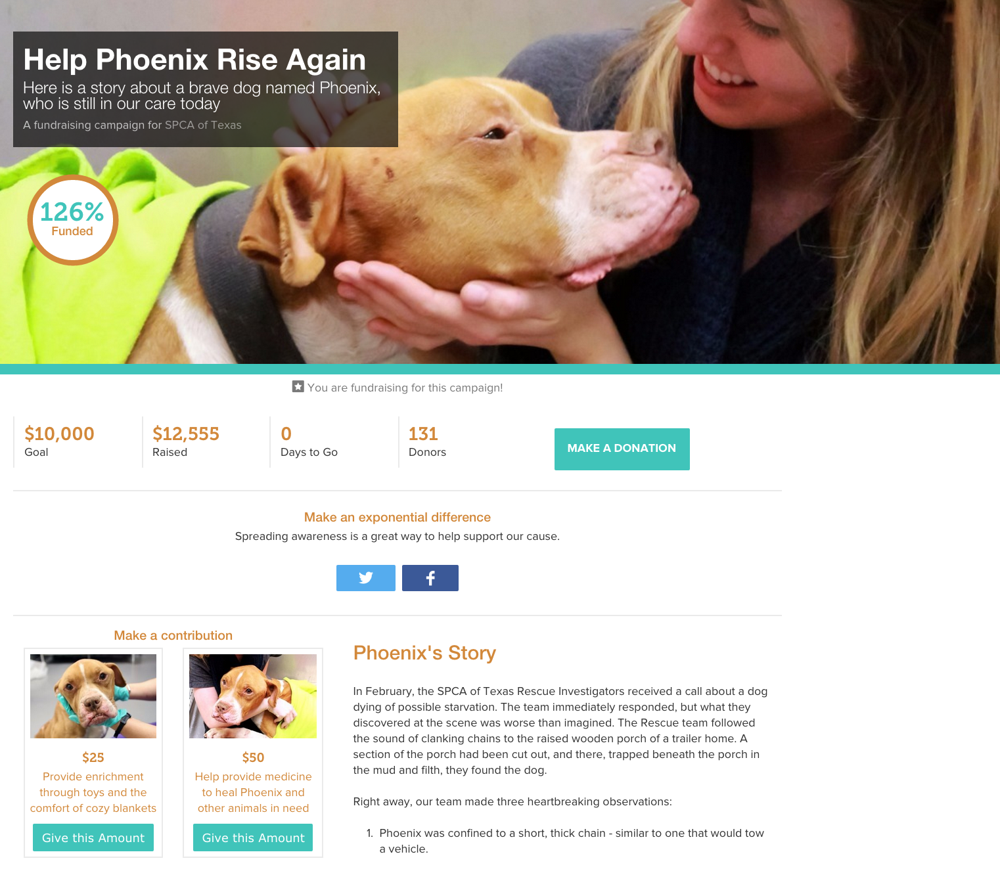 Help Phoenix Rise Again
Here is a story about a brave dog named Phoenix,
who is still in our care today
A fundraising campaign for SPCA of Texas
126%
Funded
You are fundraising for this campaign!
$10,000
Goal
$12,555
Raised
0
Days to Go
131
Donors
MAKE A DONATION
Make an exponential difference
Spreading awareness is a great way to help support our cause.
Make a contribution
$25
Provide enrichment
through toys and the
comfort of cozy blankets
Give this Amount
$50
Help provide medicine
to heal Phoenix and
other animals in need
Give this Amount
Phoenix's Story
In February, the SPCA of Texas Rescue Investigators received a call about a dog
dying of possible starvation. The team immediately responded, but what they
discovered at the scene was worse than imagined. The Rescue team followed
the sound of clanking chains to the raised wooden porch of a trailer home. A
section of the porch had been cut out, and there, trapped beneath the porch in
the mud and filth, they found the dog.
Right away, our team made three heartbreaking observations:
1. Phoenix was confined to a short, thick chain - similar to one that would tow
a vehicle.